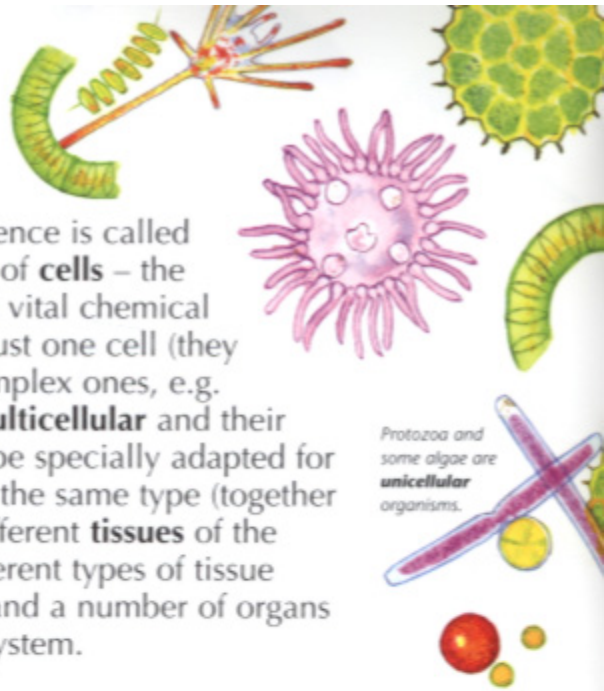 ence is called
of cells – the
vital chemical
ust one cell (they
mplex ones, e.g.
ulticellular and their
be specially adapted for
the same type (together
ferent tissues of the
erent types of tissue
and a number of organs
ystem.
Protozoa and
some algae are
unicellular
organisms.